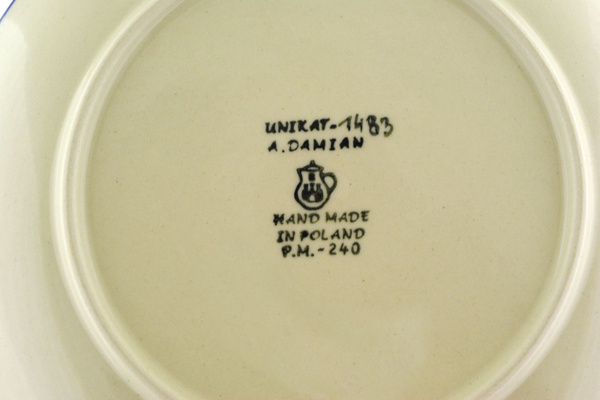 UNIKAT-1483
A.DAMIAN
HAND MADE
IN POLAND
P.M.-240